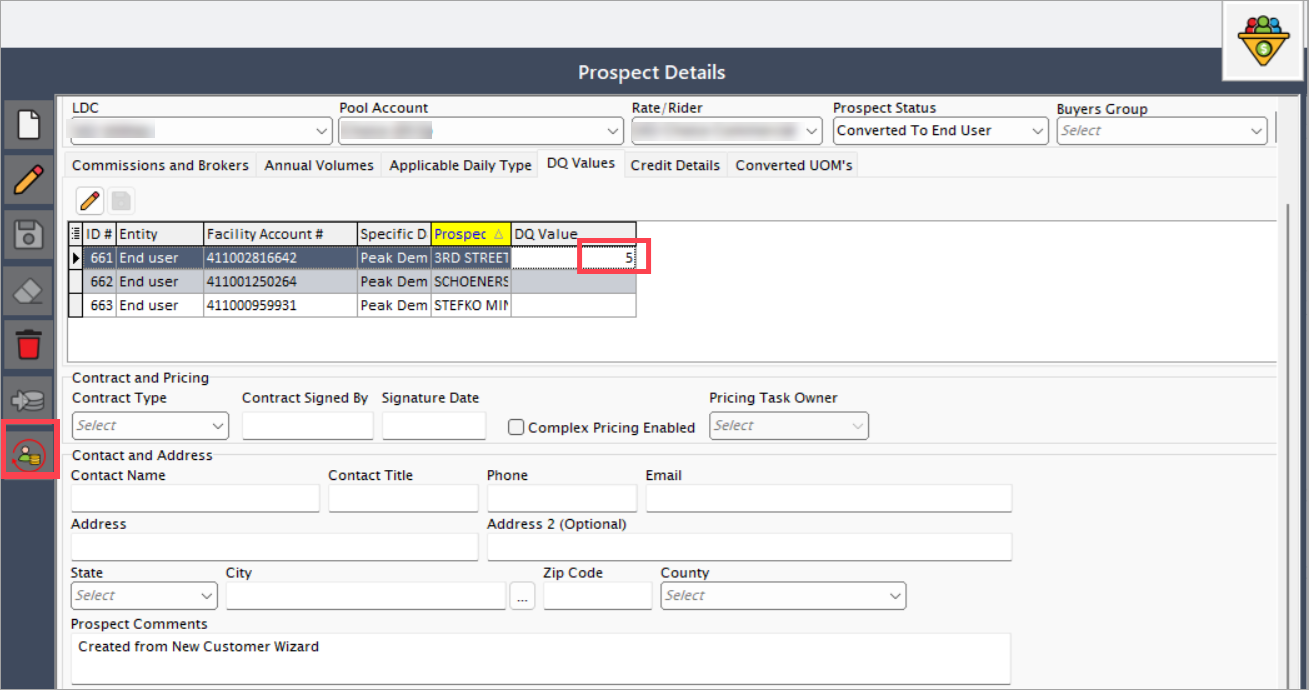 Prospect Details
LDC Pool Account Rate/Rider Prospect Status Buyers Group
Converted To End User Select
Commissions and Brokers Annual Volumes Applicable Daily Type DQ Values Credit Details Converted UOM's
ID # Entity Facility Account # Specific D Prospec DQ Value
661 End user 411002816642 Peak Dem 3RD STREET 5
662 End user 411001250264 Peak Dem SCHOENERS
663 End user 411000959931 Peak Dem STEFKO MIN
Contract and Pricing
Contract Type Contract Signed By Signature Date Pricing Task Owner
Select Complex Pricing Enabled Select
Contact and Address
Contact Name Contact Title Phone Email
Address Address 2 (Optional)
State City Zip Code County
Select ... Select
Prospect Comments
Created from New Customer Wizard